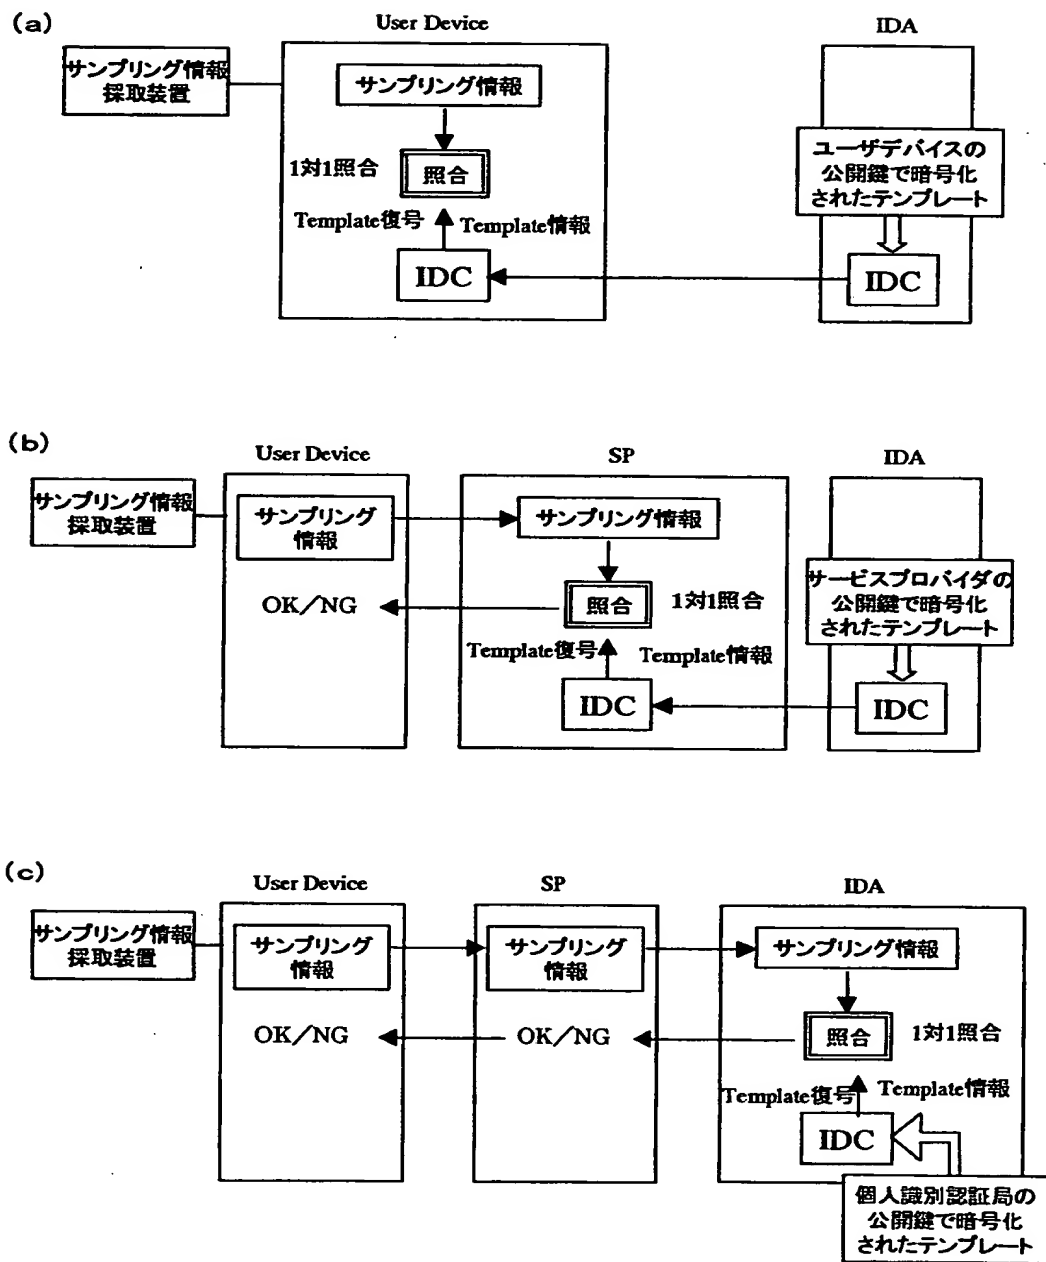 (a)
User Device
IDA
サンプリング情報
採取装置
サンプリング情報
1対1照合
照合
Template復号
Template情報
IDC
ユーザデバイスの
公開鍵で暗号化
されたテンプレート
IDC
(b)
User Device
SP
IDA
サンプリング情報
採取装置
サンプリング
情報
OK/NG
サンプリング情報
照合
1対1照合
Template復号
Template情報
IDC
サービスプロバイダの
公開鍵で暗号化
されたテンプレート
IDC
(c)
User Device
SP
IDA
サンプリング情報
採取装置
サンプリング
情報
OK/NG
サンプリング
情報
OK/NG
サンプリング情報
照合
1対1照合
Template復号
Template情報
IDC
個人識別認証局の
公開鍵で暗号化
されたテンプレート